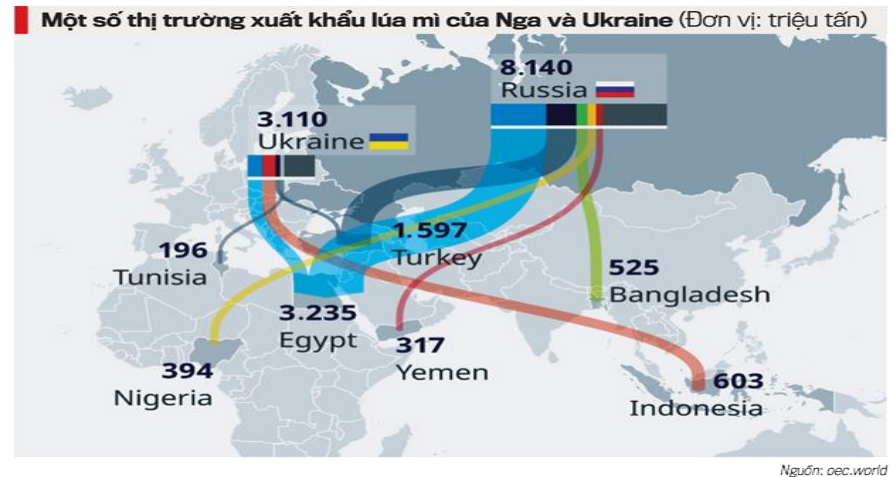 Một số thị trường xuất khẩu lúa mì của Nga và Ukraine (Đơn vị: triệu tấn)
8.140
Russia
3.110
Ukraine
1.597
Turkey
196
Tunisia
525
Bangladesh
3.235
Egypt
317
Yemen
394
Nigeria
603
Indonesia
Nguồn: oec.world